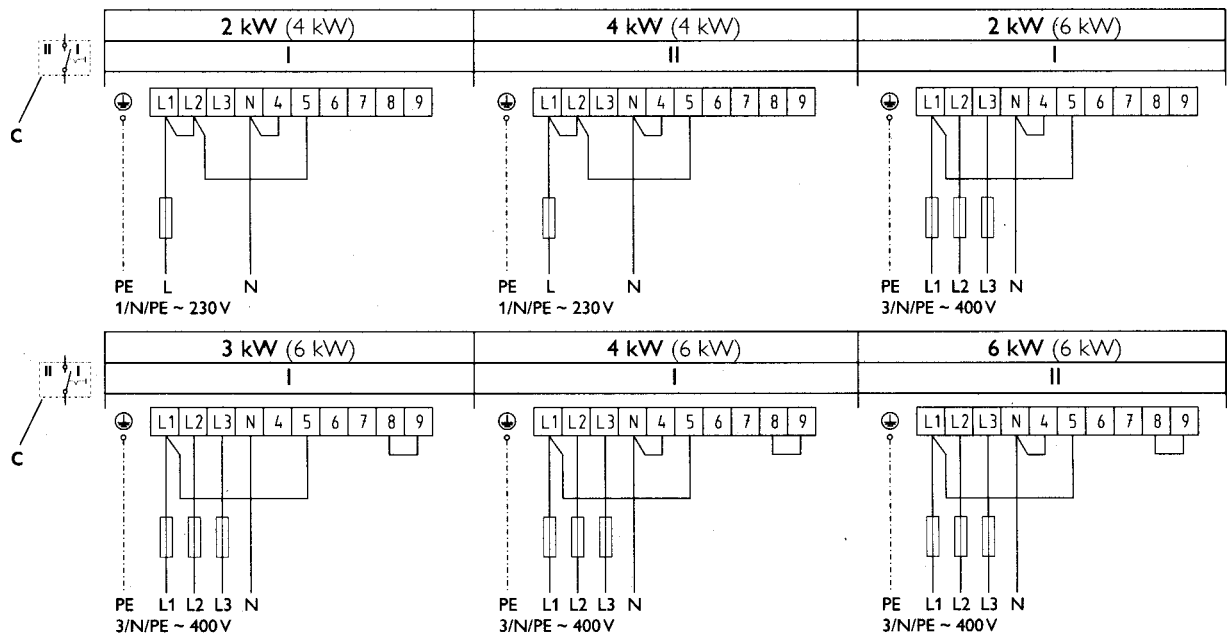 2 kW (4 kW) 4 kW (4 kW) 2 kW (6 kW)
II I I II I
L1 L2 L3 N 4 5 6 7 8 9 L1 L2 L3 N 4 5 6 7 8 9 L1 L2 L3 N 4 5 6 7 8 9
C
PE L N PE L N PE L1 L2 L3 N
1/N/PE ~ 230 V 1/N/PE ~ 230 V 3/N/PE ~ 400 V
3 kW (6 kW) 4 kW (6 kW) 6 kW (6 kW)
II I I I II
L1 L2 L3 N 4 5 6 7 8 9 L1 L2 L3 N 4 5 6 7 8 9 L1 L2 L3 N 4 5 6 7 8 9
C
PE L1 L2 L3 N PE L1 L2 L3 N PE L1 L2 L3 N
3/N/PE ~ 400 V 3/N/PE ~ 400 V 3/N/PE ~ 400 V